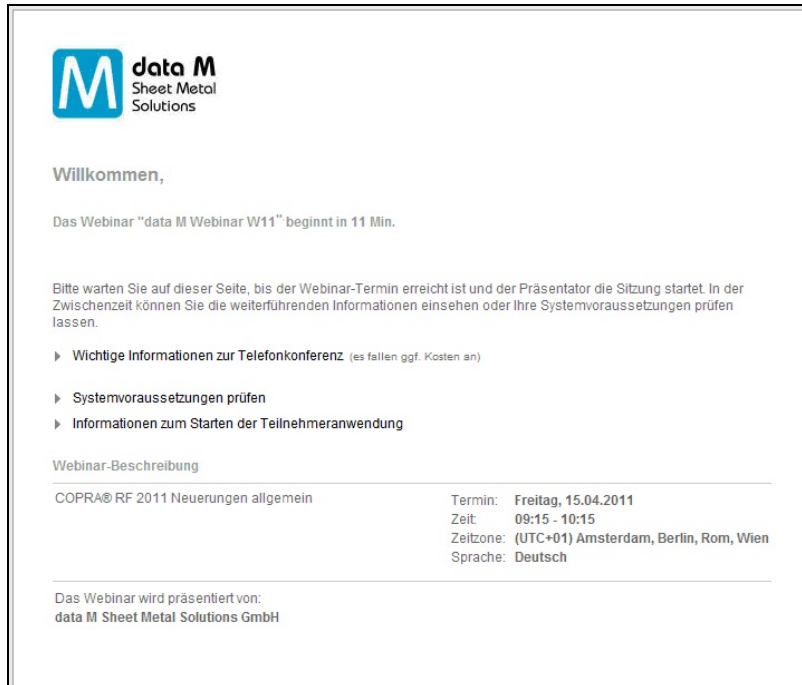 M data M
Sheet Metal
Solutions
Willkommen,
Das Webinar "data M Webinar W11" beginnt in 11 Min.
Bitte warten Sie auf dieser Seite, bis der Webinar-Termin erreicht ist und der Präsentator die Sitzung startet. In der
Zwischenzeit können Sie die weiterführenden Informationen einsehen oder Ihre Systemvoraussetzungen prüfen
lassen.
Wichtige Informationen zur Telefonkonferenz (es fallen ggf. Kosten an)
Systemvoraussetzungen prüfen
Informationen zum Starten der Teilnehmeranwendung
Webinar-Beschreibung
COPRA® RF 2011 Neuerungen allgemein
Termin: Freitag, 15.04.2011
Zeit: 09:15 - 10:15
Zeitzone: (UTC+01) Amsterdam, Berlin, Rom, Wien
Sprache: Deutsch
Das Webinar wird präsentiert von:
data M Sheet Metal Solutions GmbH